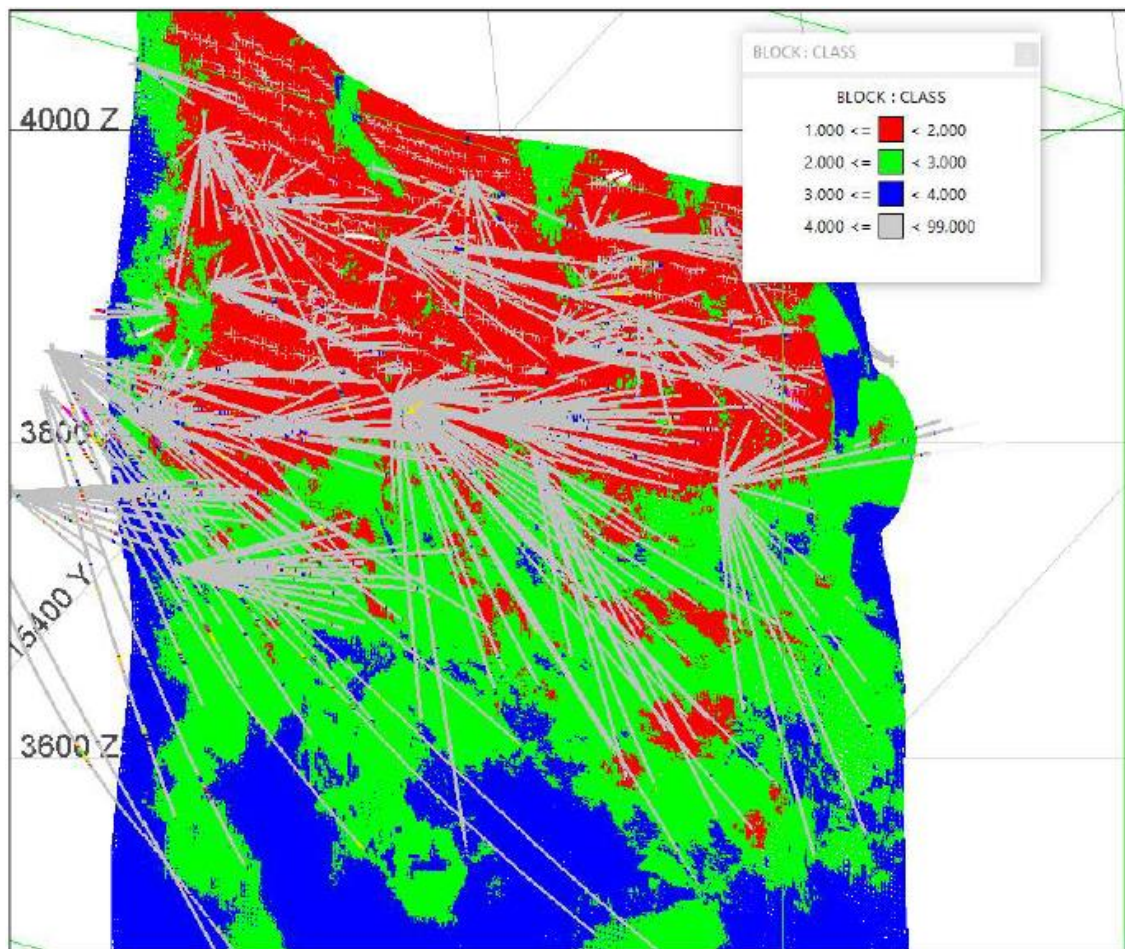 BLOCK : CLASS
BLOCK : CLASS
1.000 <= < 2.000
2.000 <= < 3.000
3.000 <= < 4.000
4.000 <= < 99.000
4000 Z
3800
15400 Y
3600 Z